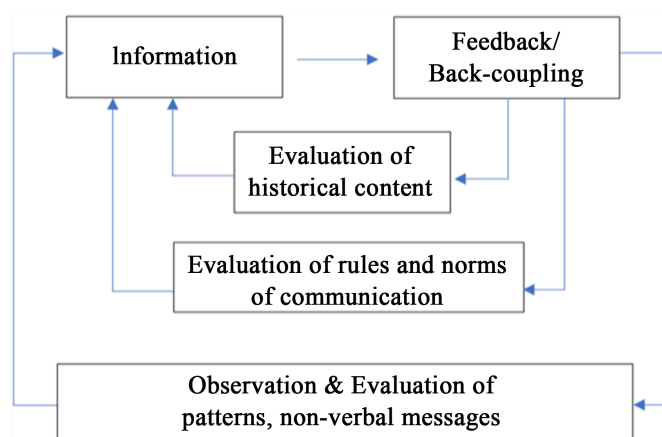 Information
Feedback/
Back-coupling
Evaluation of
historical content
Evaluation of rules and norms
of communication
Observation & Evaluation of
patterns, non-verbal messages